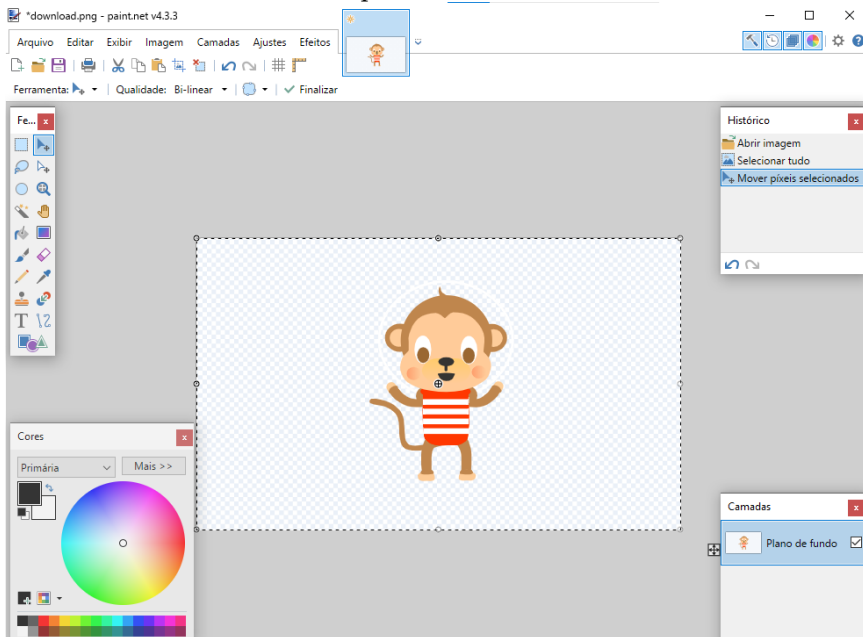 *download.png - paint.net v4.3.3
Arquivo Editar Exibir Imagem Camadas Ajustes Efeitos
Ferramenta: Qualidade: Bi-linear Finalizar
Fe...
Histórico
Abrir imagem
Selecionar tudo
Mover píxeis selecionados
Cores
Primária Mais >>
Camadas
Plano de fundo